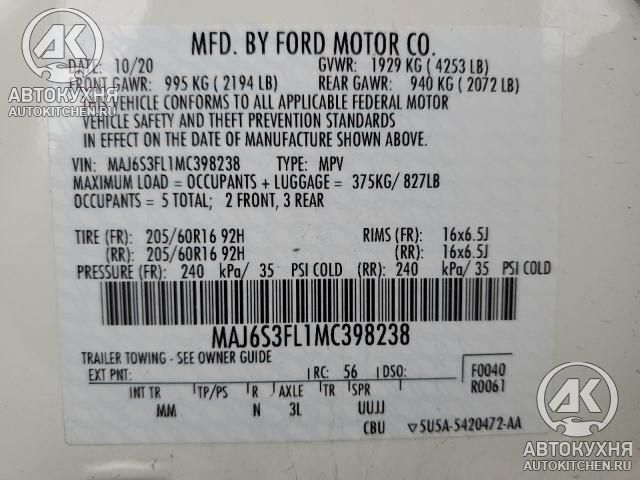 MFD. BY FORD MOTOR CO.
DATE: 10/20 GVWR: 1929 KG ( 4253 LB)
FRONT GAWR: 995 KG ( 2194 LB) REAR GAWR: 940 KG ( 2072 LB)
THIS VEHICLE CONFORMS TO ALL APPLICABLE FEDERAL MOTOR
VEHICLE SAFETY AND THEFT PREVENTION STANDARDS
IN EFFECT ON THE DATE OF MANUFACTURE SHOWN ABOVE.
VIN: MAJ6S3FL1MC398238 TYPE: MPV
MAXIMUM LOAD = OCCUPANTS + LUGGAGE = 375KG/ 827LB
OCCUPANTS = 5 TOTAL; 2 FRONT, 3 REAR
TIRE (FR): 205/60R16 92H RIMS (FR): 16x6.5J
(RR): 205/60R16 92H (RR): 16x6.5J
PRESSURE (FR): 240 kPa/ 35 PSI COLD (RR): 240 kPa/ 35 PSI COLD
MAJ6S3FL1MC398238
TRAILER TOWING - SEE OWNER GUIDE
EXT PNT: RC: 56 DSO: F0040
R0061
INT TR TP/PS R AXLE TR SPR
MM N 3L UUJJ
CBU ▽5U5A-5420472-AA
АК
АВТОКУХНЯ
AUTOKITCHEN.RU
АК
АВТОКУХНЯ
AUTOKITCHEN.RU